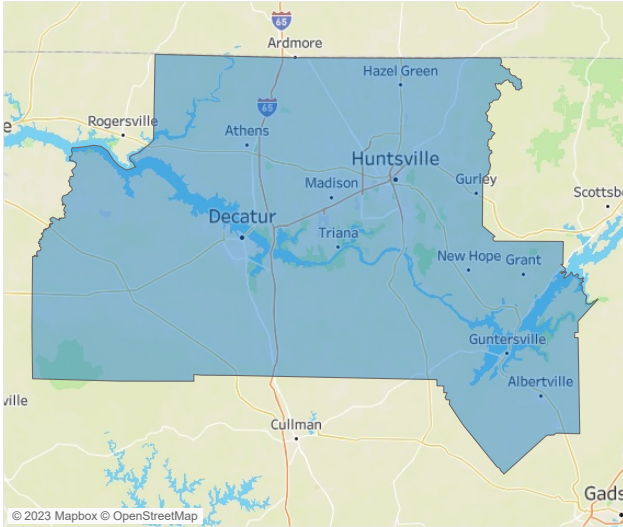 65
Ardmore
Hazel Green
65
Rogersville
e
Athens
Huntsville
Madison
Gurley
Scottsb
Decatur
Triana
New Hope
Grant
Guntersville
Albertville
ville
Cullman
Gads
© 2023 Mapbox © OpenStreetMap